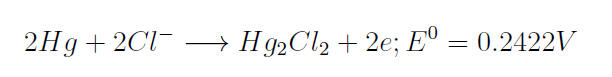 2Hg + 2Cl⁻ ⟶ Hg₂Cl₂ + 2e; E⁰ = 0.2422V